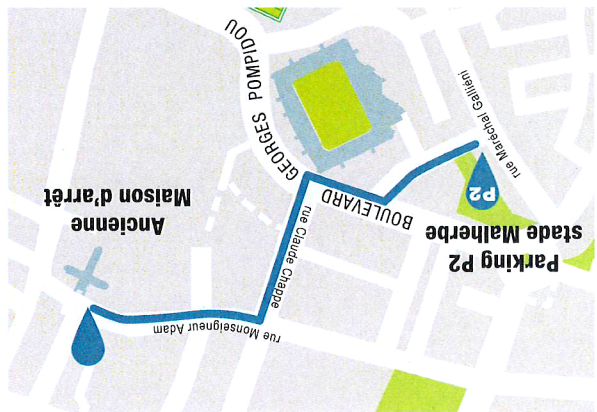 rue Monseigneur Adam
rue Claude Chappe
Parking P2
stade Malherbe
P2
Ancienne
Maison d'arrêt
BOULEVARD
GEORGES POMPIDOU
rue Maréchal Galliéni